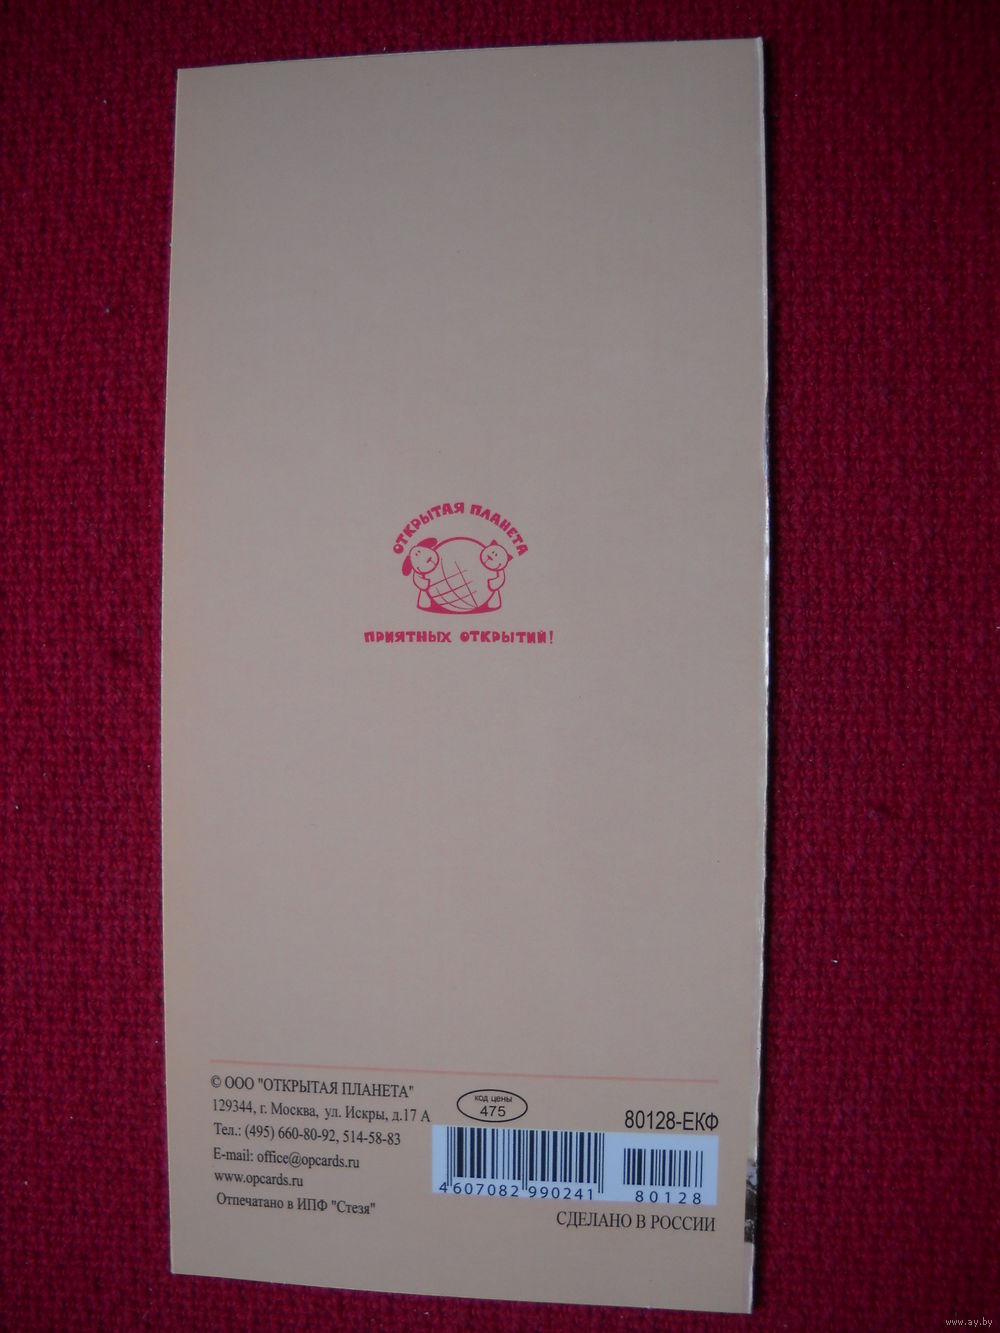 ОТКРЫТАЯ ПЛАНЕТА
ПРИЯТНЫХ ОТКРЫТИЙ!
© ООО "ОТКРЫТАЯ ПЛАНЕТА"
129344, г. Москва, ул. Искры, д.17 А
Тел.: (495) 660-80-92, 514-58-83
E-mail: office@opcards.ru
www.opcards.ru
Отпечатано в ИПФ "Стезя"
код цены
475
80128-ЕКФ
4 607082 990241
80128
СДЕЛАНО В РОССИИ
www.ay.by